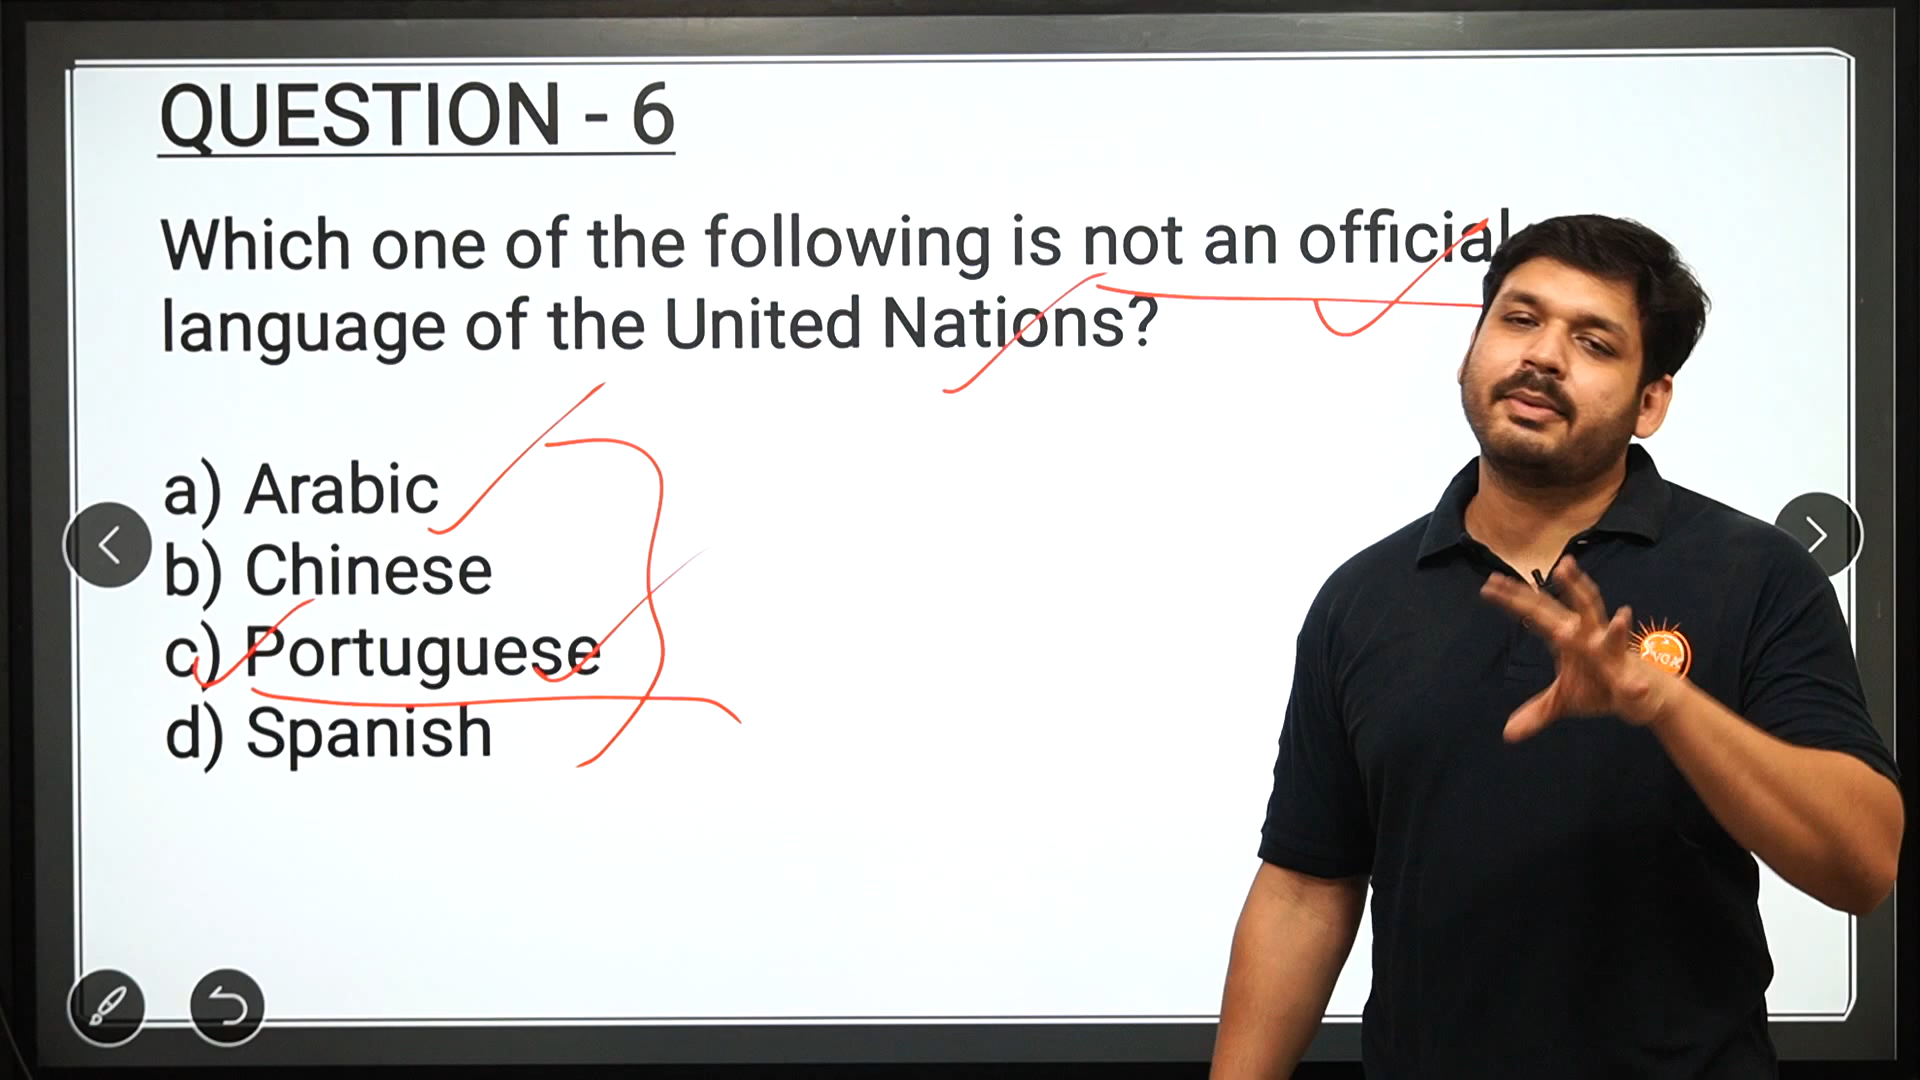 QUESTION - 6
Which one of the following is not an official
language of the United Nations?
a) Arabic
b) Chinese
c) Portuguese
d) Spanish